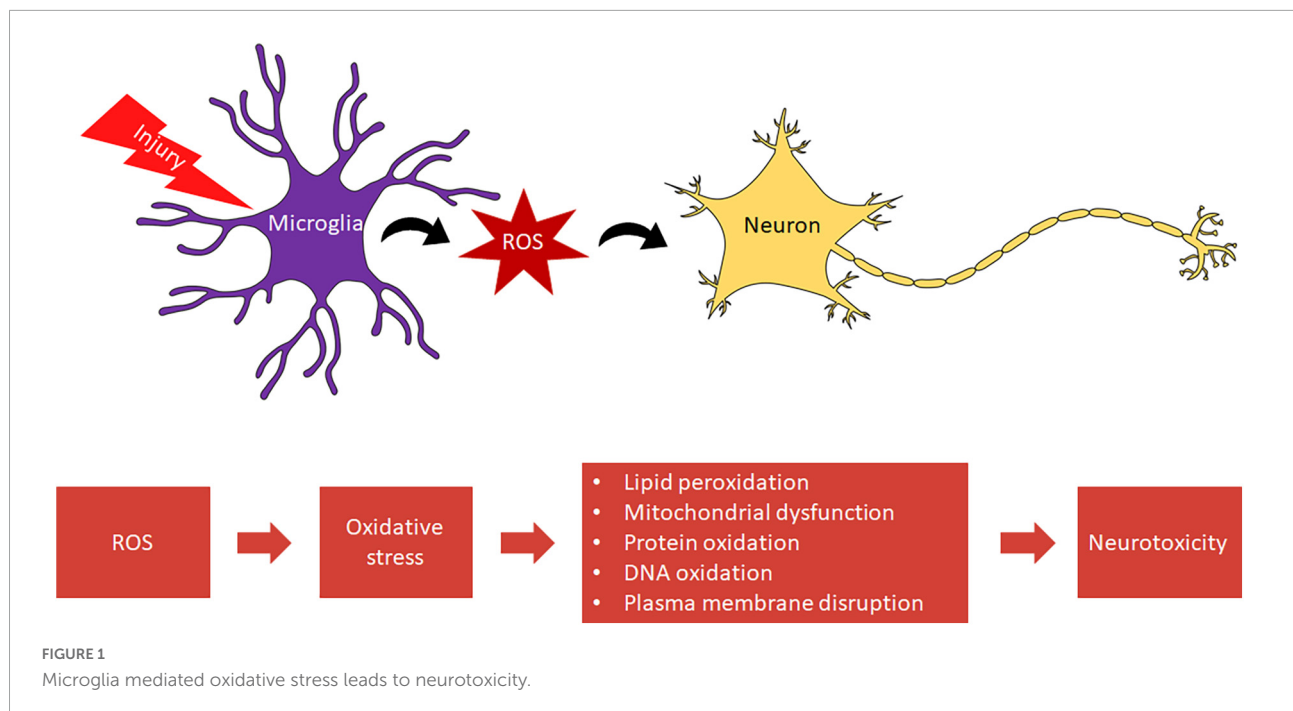 Injury
Microglia
ROS
Neuron
ROS
Oxidative
stress
• Lipid peroxidation
• Mitochondrial dysfunction
• Protein oxidation
• DNA oxidation
• Plasma membrane disruption
Neurotoxicity
FIGURE 1
Microglia mediated oxidative stress leads to neurotoxicity.